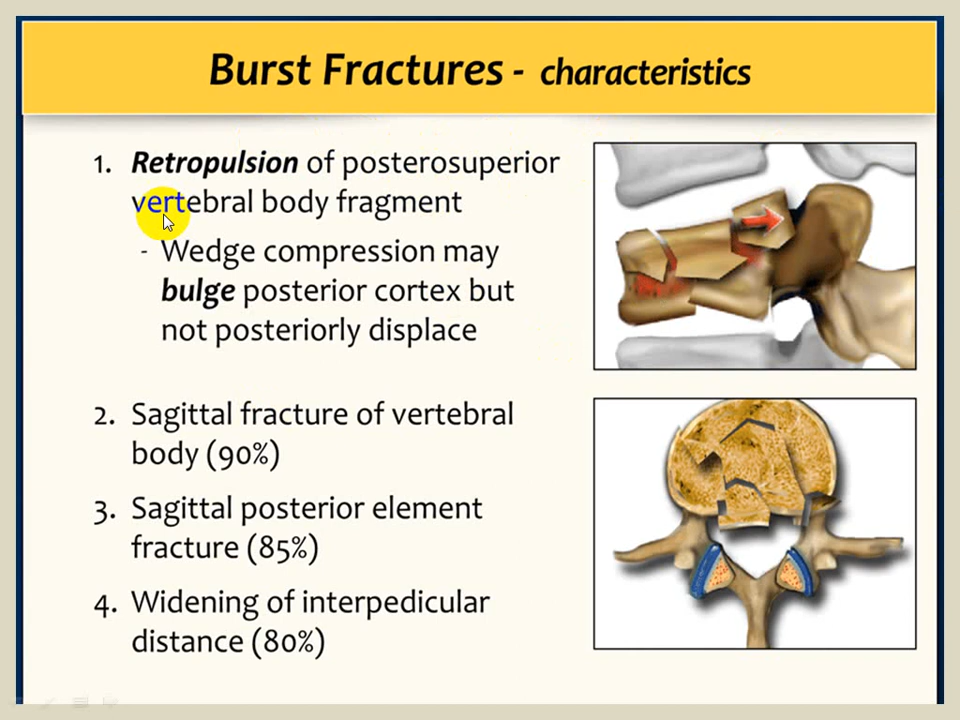 Burst Fractures - characteristics
1. Retropulsion of posterosuperior
vertebral body fragment
- Wedge compression may
bulge posterior cortex but
not posteriorly displace
2. Sagittal fracture of vertebral
body (90%)
3. Sagittal posterior element
fracture (85%)
4. Widening of interpedicular
distance (80%)